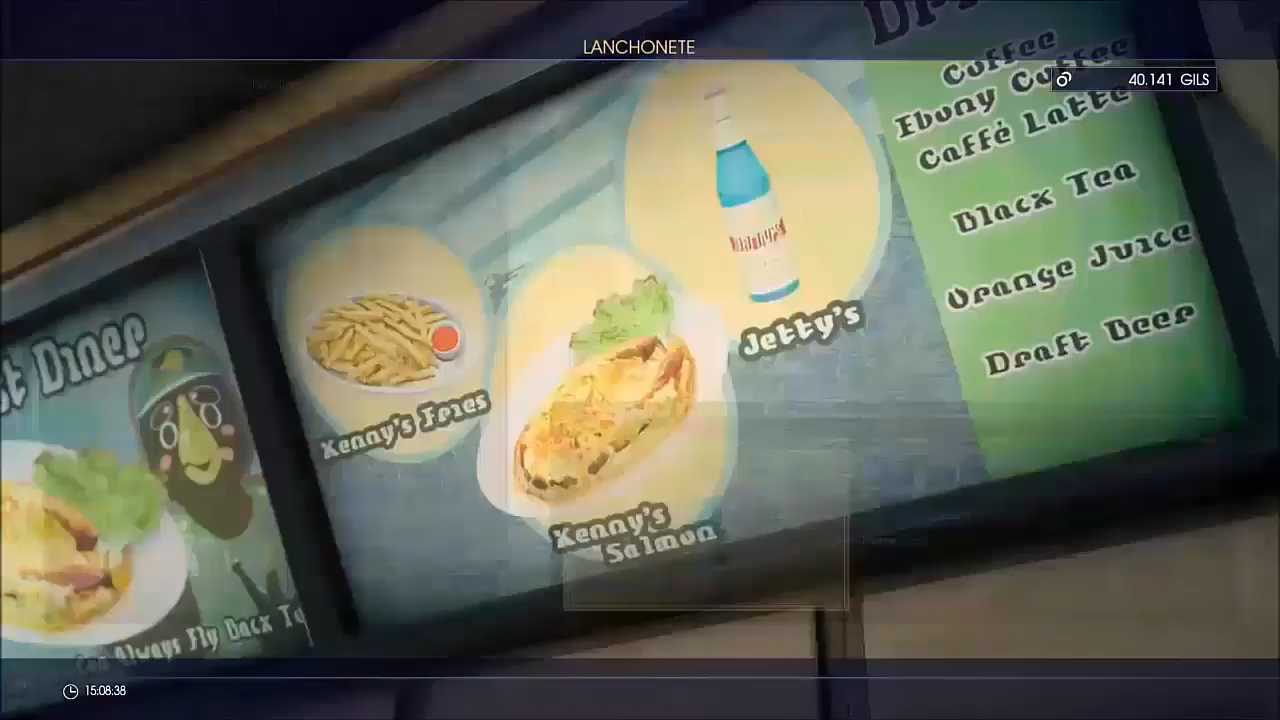 LANCHONETE
40.141 GILS
Coffee
Ebony Coffee
Caffé Latte
Black Tea
Orange Juice
Draft Beer
Jetty's
Kenny's Fries
Kenny's
Salmon
Diner
Always Fly Back To
15:08:38